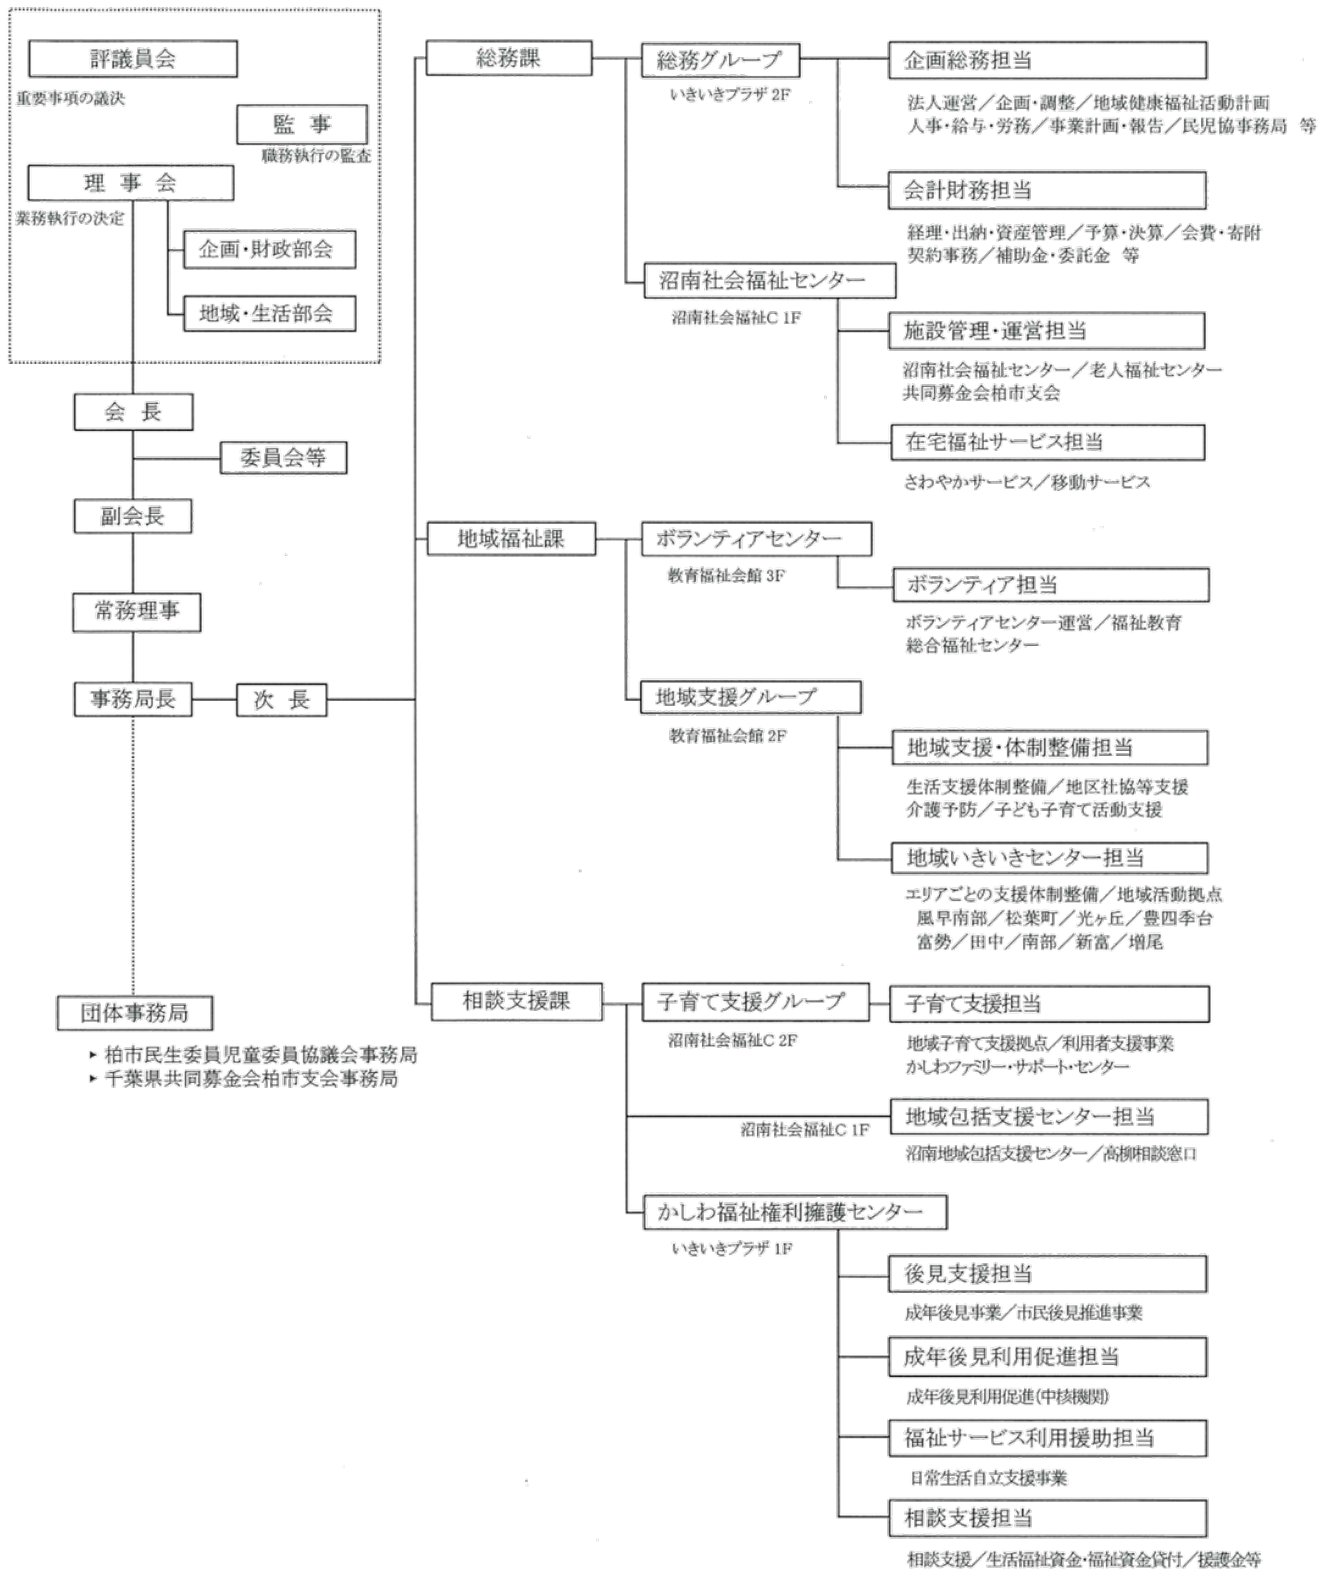 評議員会
重要事項の議決
監 事
職務執行の監査
理 事 会
業務執行の決定
企画・財政部会
地域・生活部会
会 長
委員会等
副会長
常務理事
事務局長
次 長
団体事務局
▸ 柏市民生委員児童委員協議会事務局
▸ 千葉県共同募金会柏市支会事務局
総務課
総務グループ
いきいきプラザ 2F
企画総務担当
法人運営／企画・調整／地域健康福祉活動計画
人事・給与・労務／事業計画・報告／民児協事務局 等
会計財務担当
経理・出納・資産管理／予算・決算／会費・寄附
契約事務／補助金・委託金 等
沼南社会福祉センター
沼南社会福祉C 1F
施設管理・運営担当
沼南社会福祉センター／老人福祉センター
共同募金会柏市支会
在宅福祉サービス担当
さわやかサービス／移動サービス
地域福祉課
ボランティアセンター
教育福祉会館 3F
ボランティア担当
ボランティアセンター運営／福祉教育
総合福祉センター
地域支援グループ
教育福祉会館 2F
地域支援・体制整備担当
生活支援体制整備／地区社協等支援
介護予防／子ども子育て活動支援
地域いきいきセンター担当
エリアごとの支援体制整備／地域活動拠点
風早南部／松葉町／光ヶ丘／豊四季台
富勢／田中／南部／新富／増尾
相談支援課
子育て支援グループ
沼南社会福祉C 2F
子育て支援担当
地域子育て支援拠点／利用者支援事業
かしわファミリー・サポート・センター
沼南社会福祉C 1F
地域包括支援センター担当
沼南地域包括支援センター／高柳相談窓口
かしわ福祉権利擁護センター
いきいきプラザ 1F
後見支援担当
成年後見事業／市民後見推進事業
成年後見利用促進担当
成年後見利用促進(中核機関)
福祉サービス利用援助担当
日常生活自立支援事業
相談支援担当
相談支援／生活福祉資金・福祉資金貸付／援護金等